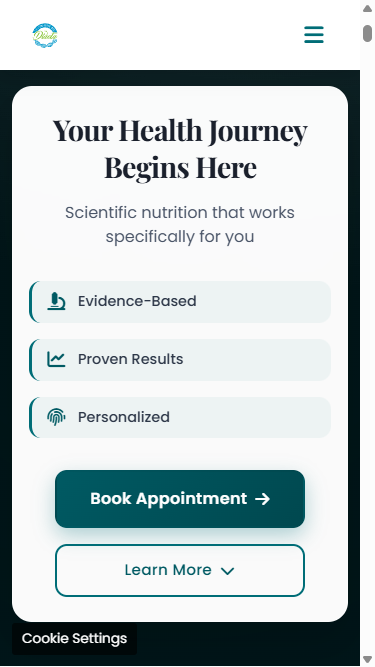 Your Health Journey
Begins Here
Scientific nutrition that works
specifically for you
Evidence-Based
Proven Results
Personalized
Book Appointment
Learn More
Cookie Settings